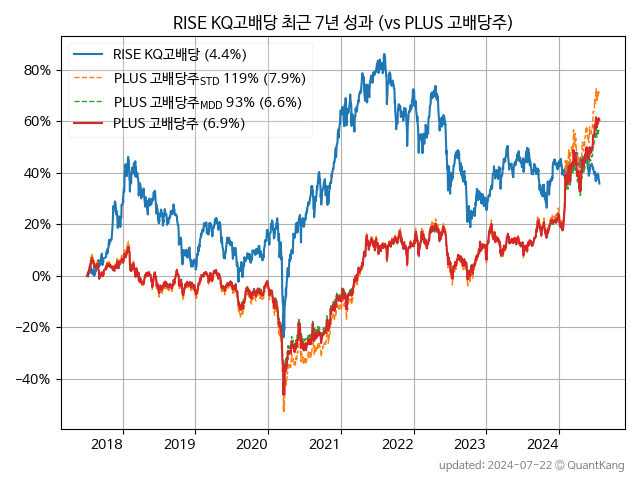 RISE KQ고배당 최근 7년 성과 (vs PLUS 고배당주)
RISE KQ고배당 (4.4%)
PLUS 고배당주STD 119% (7.9%)
PLUS 고배당주MDD 93% (6.6%)
PLUS 고배당주 (6.9%)
80%
60%
40%
20%
0%
−20%
−40%
2018 2019 2020 2021 2022 2023 2024
updated: 2024-07-22 © QuantKang